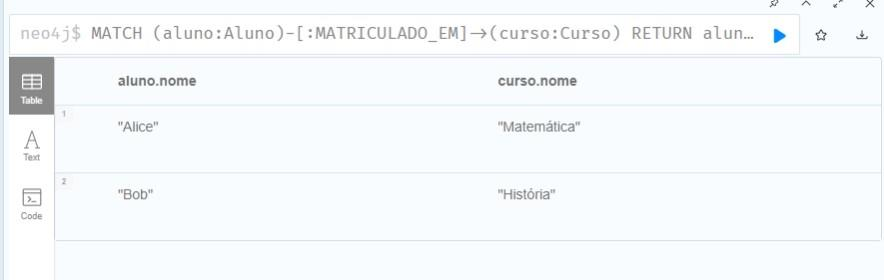 neo4j$ MATCH (aluno:Aluno)-[:MATRICULADO_EM]→(curso:Curso) RETURN alun…
Table
aluno.nome curso.nome
1 "Alice" "Matemática"
Text
2 "Bob" "História"
Code